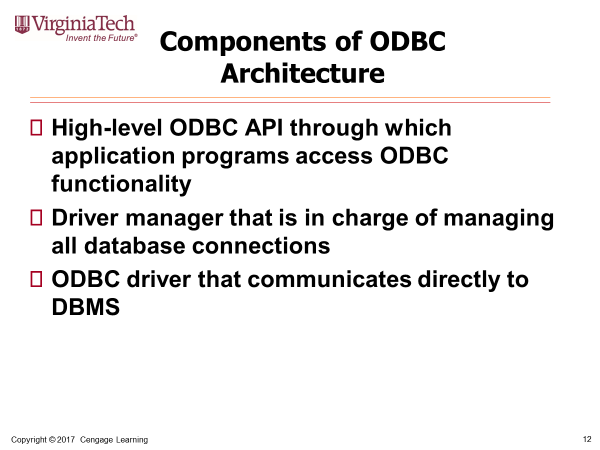 VirginiaTech
1872
Invent the Future®
Components of ODBC
Architecture
High-level ODBC API through which
application programs access ODBC
functionality
Driver manager that is in charge of managing
all database connections
ODBC driver that communicates directly to
DBMS
Copyright © 2017 Cengage Learning
12